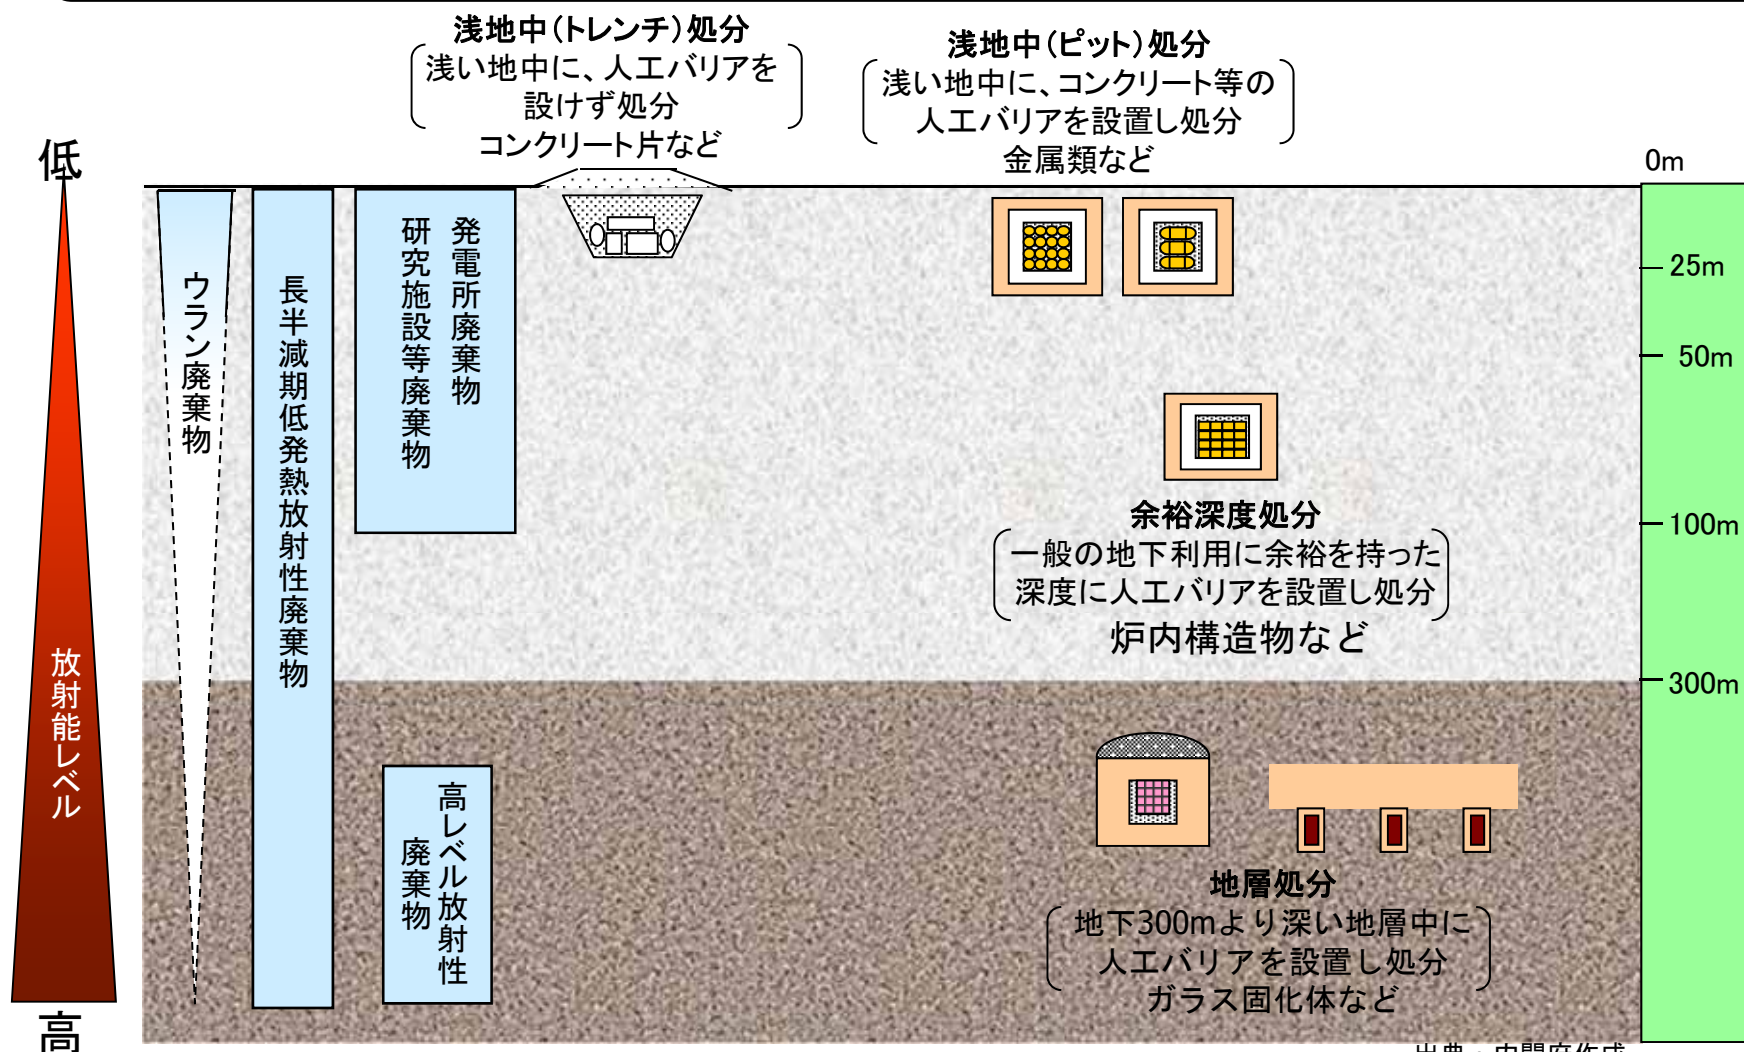 浅地中(トレンチ)処分
浅い地中に、人工バリアを
設けず処分
コンクリート片など
浅地中(ピット)処分
浅い地中に、コンクリート等の
人工バリアを設置し処分
金属類など
低
放射能レベル
高
ウラン廃棄物
長半減期低発熱放射性廃棄物
発電所廃棄物
研究施設等廃棄物
高レベル放射性
廃棄物
余裕深度処分
一般の地下利用に余裕を持った
深度に人工バリアを設置し処分
炉内構造物など
地層処分
地下300mより深い地層中に
人工バリアを設置し処分
ガラス固化体など
0m
25m
50m
100m
300m
出典:内閣府作成